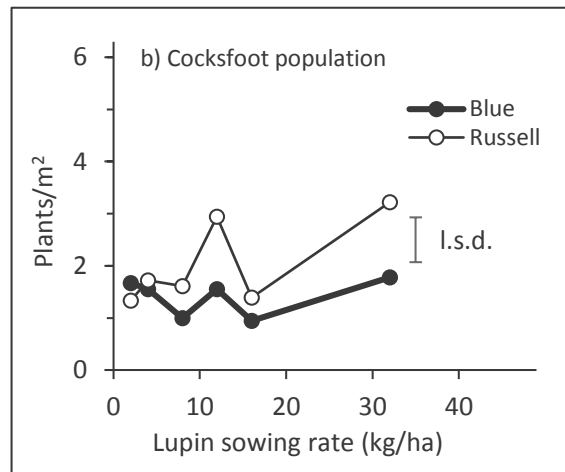 b) Cocksfoot population
6
4
2
0
Plants/m²
Blue
Russell
l.s.d.
0 10 20 30 40
Lupin sowing rate (kg/ha)